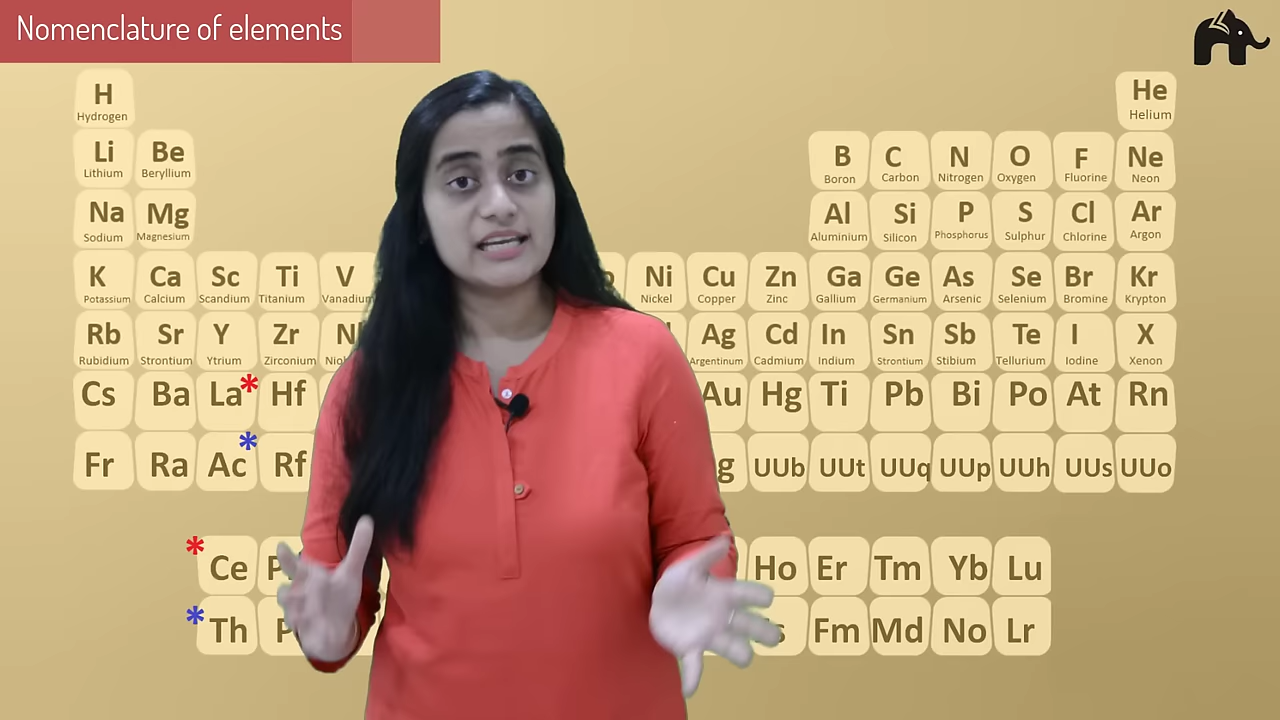 Nomenclature of elements
H He
Hydrogen Helium
Li Be B C N O F Ne
Lithium Beryllium Boron Carbon Nitrogen Oxygen Fluorine Neon
Na Mg Al Si P S Cl Ar
Sodium Magnesium Aluminium Silicon Phosphorus Sulphur Chlorine Argon
K Ca Sc Ti V Ni Cu Zn Ga Ge As Se Br Kr
Potassium Calcium Scandium Titanium Nickel Copper Zinc Gallium Germanium Arsenic Selenium Bromine Krypton
Rb Sr Y Zr Ag Cd In Sn Sb Te I X
Rubidium Strontium Ytrium Zirconium Argentinum Cadmium Indium Strontium Stibium Tellurium Iodine Xenon
Cs Ba La* Hf Au Hg Ti Pb Bi Po At Rn
Fr Ra Ac* Rf UUb UUt UUq UUp UUh UUs UUo
* Ce Ho Er Tm Yb Lu
* Th Fm Md No Lr